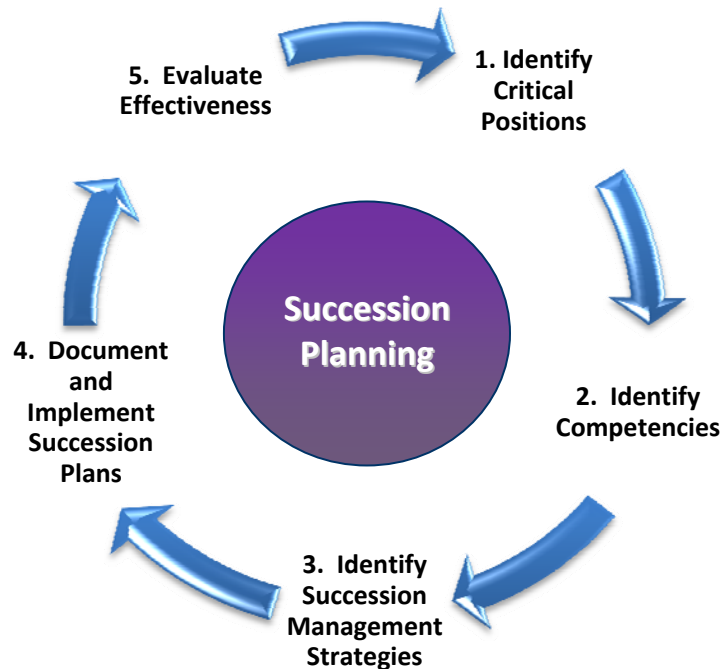 1. Identify
Critical
Positions
2.  Identify
Competencies
3.  Identify
Succession
Management
Strategies
4.  Document
and
Implement
Succession
Plans
5.  Evaluate
Effectiveness
Succession
Planning